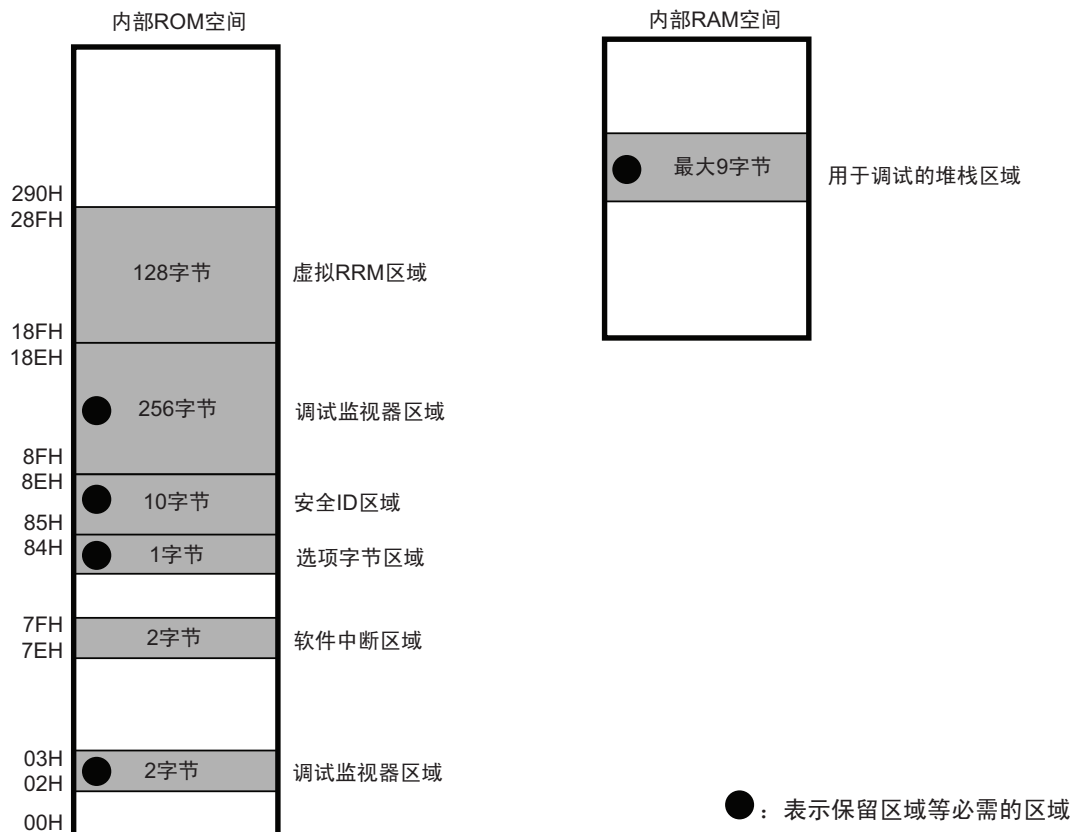 内部ROM空间
290H
28FH
128字节
虚拟RRM区域
18FH
18EH
256字节
调试监视器区域
8FH
8EH
10字节
安全ID区域
85H
84H
1字节
选项字节区域
7FH
7EH
2字节
软件中断区域
03H
02H
2字节
调试监视器区域
00H
内部RAM空间
最大9字节
用于调试的堆栈区域
●：表示保留区域等必需的区域